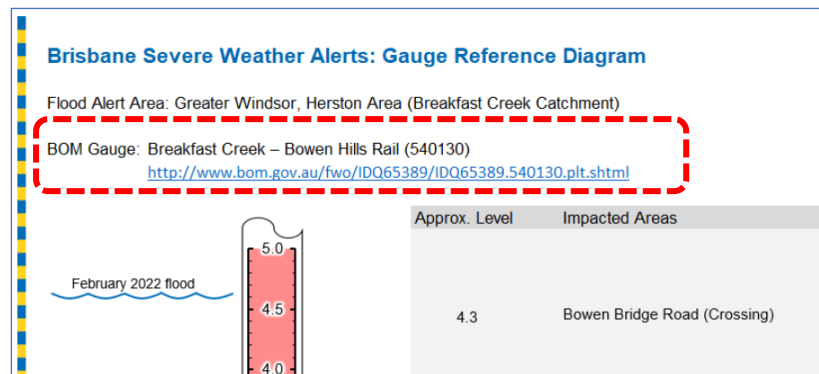 Brisbane Severe Weather Alerts: Gauge Reference Diagram
Flood Alert Area: Greater Windsor, Herston Area (Breakfast Creek Catchment)
BOM Gauge: Breakfast Creek – Bowen Hills Rail (540130)
http://www.bom.gov.au/fwo/IDQ65389/IDQ65389.540130.plt.shtml
Approx. Level Impacted Areas
5.0
February 2022 flood
4.5
4.3 Bowen Bridge Road (Crossing)
4.0